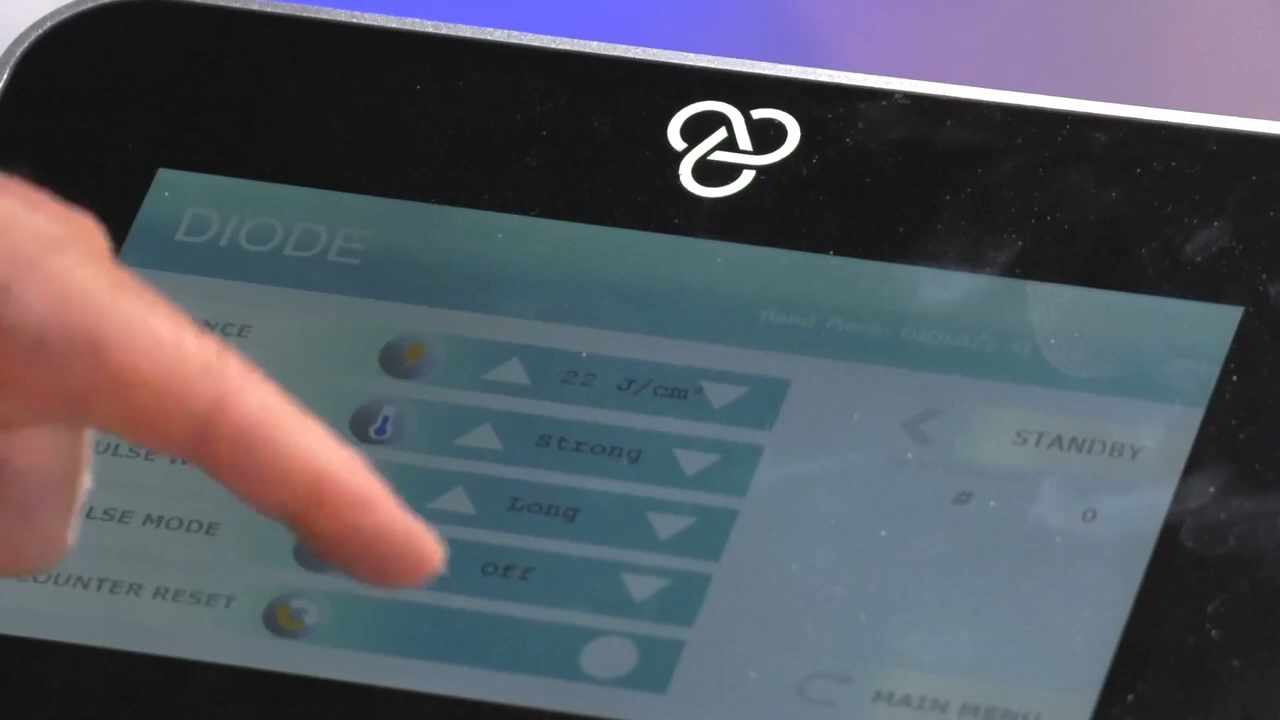 DIODE
22 J/cm²
Strong
Long
LSE MODE
Off
COUNTER RESET
STANDBY
# 0
MAIN MENU